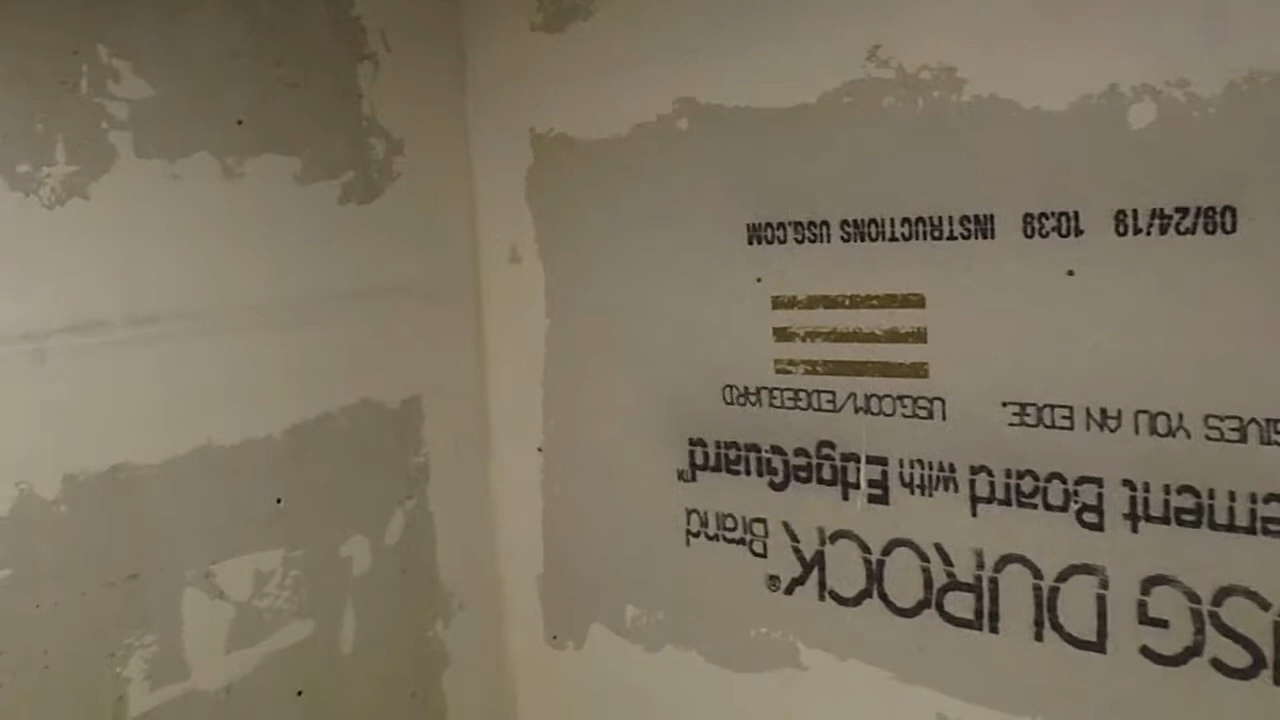 USG DUROCK® Brand
ement Board with EdgeGuard™
GIVES YOU AN EDGE. USG.COM/EDGEGUARD
09/24/19 10:39 INSTRUCTIONS USG.COM